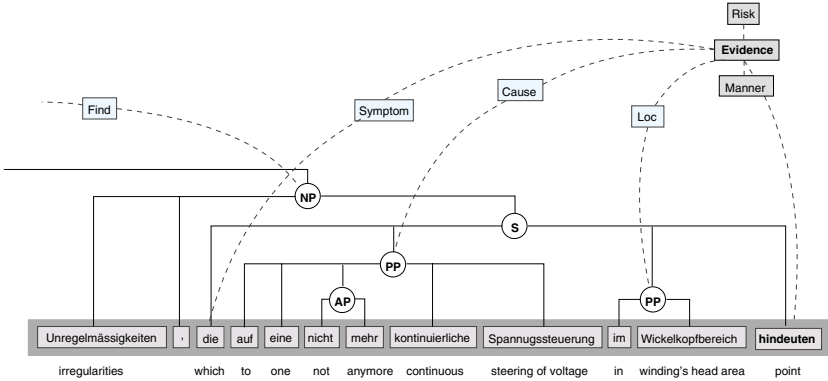 Risk
Evidence
Manner
Cause
Find
Symptom
Loc
NP
S
PP
AP
PP
Unregelmässigkeiten , die auf eine nicht mehr kontinuierliche Spannugssteuerung im Wickelkopfbereich hindeuten
irregularities which to one not anymore continuous steering of voltage in winding's head area point